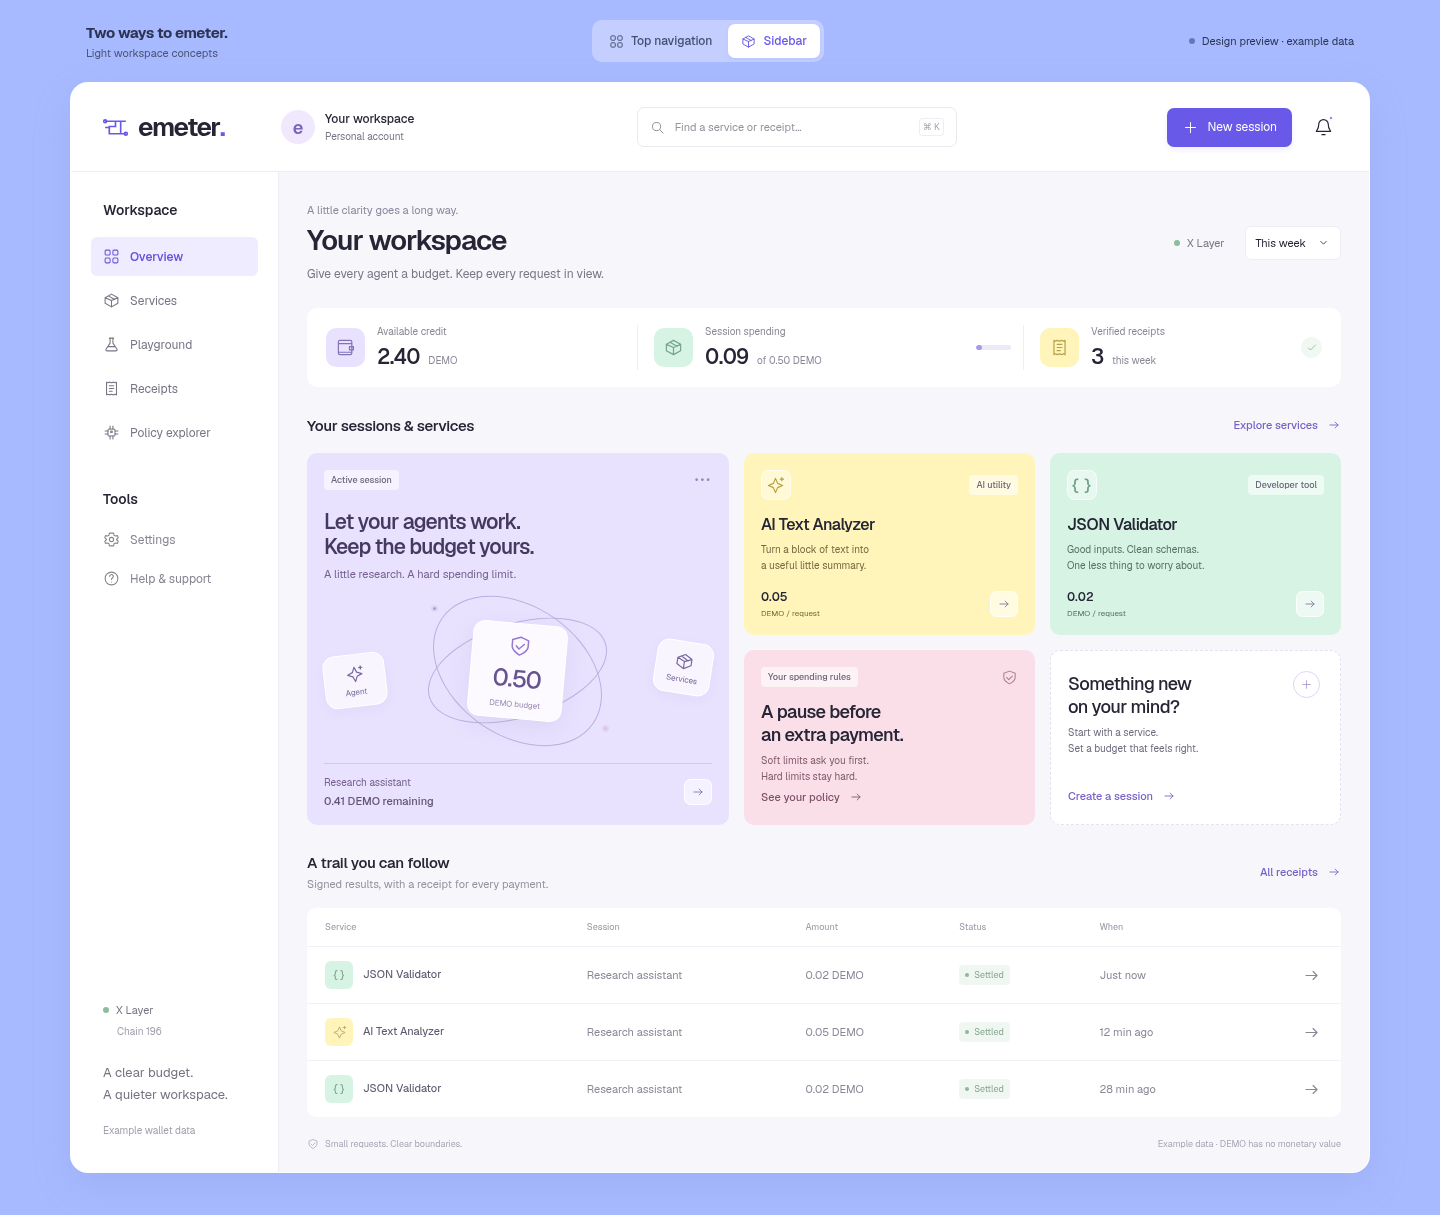 Two ways to emeter.
Light workspace concepts
Top navigation
Sidebar
Design preview · example data
emeter.
e
Your workspace
Personal account
Find a service or receipt...
⌘ K
New session
Workspace
Overview
Services
Playground
Receipts
Policy explorer
Tools
Settings
Help & support
X Layer
Chain 196
A clear budget.
A quieter workspace.
Example wallet data
A little clarity goes a long way.
Your workspace
Give every agent a budget. Keep every request in view.
X Layer
This week
Available credit
2.40 DEMO
Session spending
0.09 of 0.50 DEMO
Verified receipts
3 this week
Your sessions & services
Explore services
Active session
Let your agents work.
Keep the budget yours.
A little research. A hard spending limit.
Agent
0.50
DEMO budget
Services
Research assistant
0.41 DEMO remaining
AI utility
AI Text Analyzer
Turn a block of text into
a useful little summary.
0.05
DEMO / request
{ }
Developer tool
JSON Validator
Good inputs. Clean schemas.
One less thing to worry about.
0.02
DEMO / request
Your spending rules
A pause before
an extra payment.
Soft limits ask you first.
Hard limits stay hard.
See your policy
Something new
on your mind?
Start with a service.
Set a budget that feels right.
Create a session
A trail you can follow
Signed results, with a receipt for every payment.
All receipts
Service Session Amount Status When
{ } JSON Validator Research assistant 0.02 DEMO Settled Just now
AI Text Analyzer Research assistant 0.05 DEMO Settled 12 min ago
{ } JSON Validator Research assistant 0.02 DEMO Settled 28 min ago
Small requests. Clear boundaries.
Example data · DEMO has no monetary value